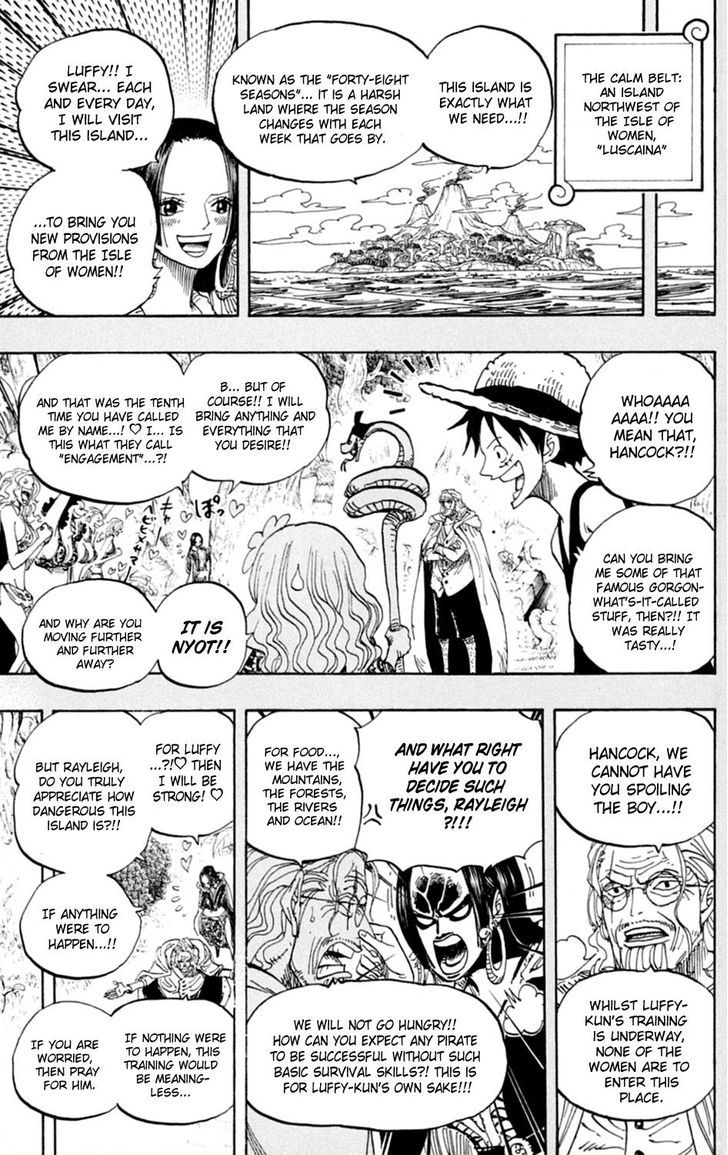 THE CALM BELT:
AN ISLAND
NORTHWEST OF
THE ISLE OF
WOMEN,
"LUSCAINA"
THIS ISLAND IS
EXACTLY WHAT
WE NEED...!!
KNOWN AS THE "FORTY-EIGHT
SEASONS"... IT IS A HARSH
LAND WHERE THE SEASON
CHANGES WITH EACH
WEEK THAT GOES BY.
LUFFY!! I
SWEAR... EACH
AND EVERY DAY,
I WILL VISIT
THIS ISLAND...
...TO BRING YOU
NEW PROVISIONS
FROM THE ISLE
OF WOMEN!!
WHOAAAA
AAAA!! YOU
MEAN THAT,
HANCOCK?!!
CAN YOU BRING
ME SOME OF THAT
FAMOUS GORGON-
WHAT'S-IT-CALLED
STUFF, THEN?!! IT
WAS REALLY
TASTY...!
B... BUT OF
COURSE!! I WILL
BRING ANYTHING AND
EVERYTHING THAT
YOU DESIRE!!
AND THAT WAS THE TENTH
TIME YOU HAVE CALLED
ME BY NAME...! ♡ I... IS
THIS WHAT THEY CALL
"ENGAGEMENT"...?!
ぽっ
IT IS
NYOT!!
AND WHY ARE YOU
MOVING FURTHER
AND FURTHER
AWAY?
HANCOCK, WE
CANNOT HAVE
YOU SPOILING
THE BOY...!!
WHILST LUFFY-
KUN'S TRAINING
IS UNDERWAY,
NONE OF THE
WOMEN ARE TO
ENTER THIS
PLACE.
AND WHAT RIGHT
HAVE YOU TO
DECIDE SUCH
THINGS, RAYLEIGH
?!!!
FOR FOOD...,
WE HAVE THE
MOUNTAINS,
THE FORESTS,
THE RIVERS
AND OCEAN!!
WE WILL NOT GO HUNGRY!!
HOW CAN YOU EXPECT ANY PIRATE
TO BE SUCCESSFUL WITHOUT SUCH
BASIC SURVIVAL SKILLS?! THIS IS
FOR LUFFY-KUN'S OWN SAKE!!!
FOR LUFFY
...?!♡ THEN
I WILL BE
STRONG! ♡
BUT RAYLEIGH,
DO YOU TRULY
APPRECIATE HOW
DANGEROUS THIS
ISLAND IS?!!
IF ANYTHING
WERE TO
HAPPEN...!!
IF NOTHING WERE
TO HAPPEN, THIS
TRAINING WOULD
BE MEANING-
LESS...
IF YOU ARE
WORRIED,
THEN PRAY
FOR HIM.